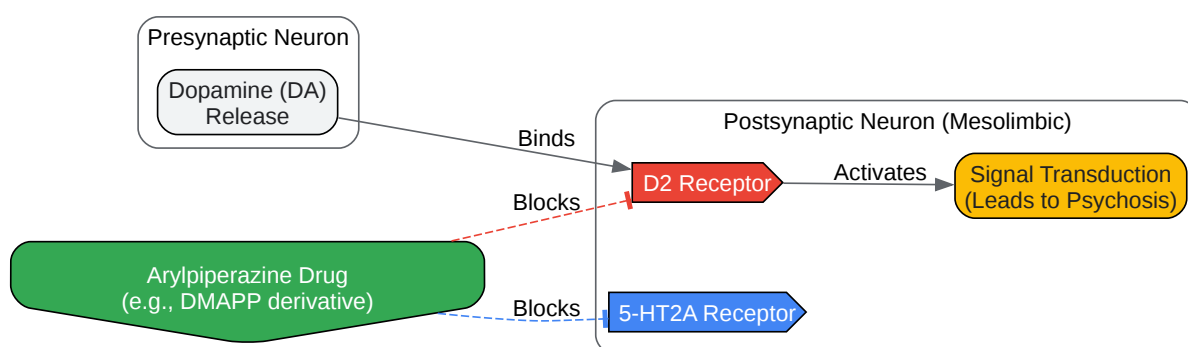 Presynaptic Neuron
Dopamine (DA)
Release
Postsynaptic Neuron (Mesolimbic)
Binds
D2 Receptor
Activates
Signal Transduction
(Leads to Psychosis)
Blocks
Arylpiperazine Drug
(e.g., DMAPP derivative)
Blocks
5-HT2A Receptor